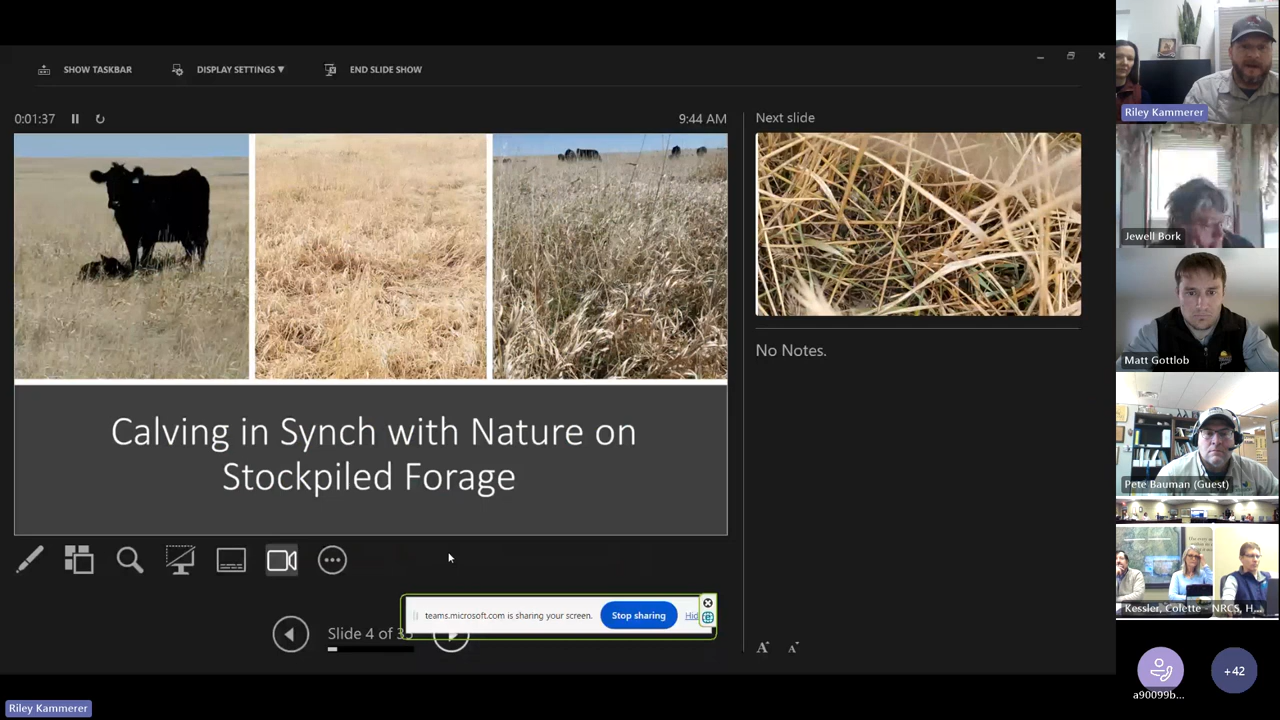 SHOW TASKBAR
DISPLAY SETTINGS ▼
END SLIDE SHOW
0:01:37
9:44 AM
Calving in Synch with Nature on
Stockpiled Forage
Next slide
No Notes.
teams.microsoft.com is sharing your screen.
Stop sharing
Hid
Slide 4 of
A
A
Riley Kammerer
Jewell Bork
Matt Gottlob
Pete Bauman (Guest)
Kessler, Colette - NRCS, H...
a90099b...
+42
Riley Kammerer